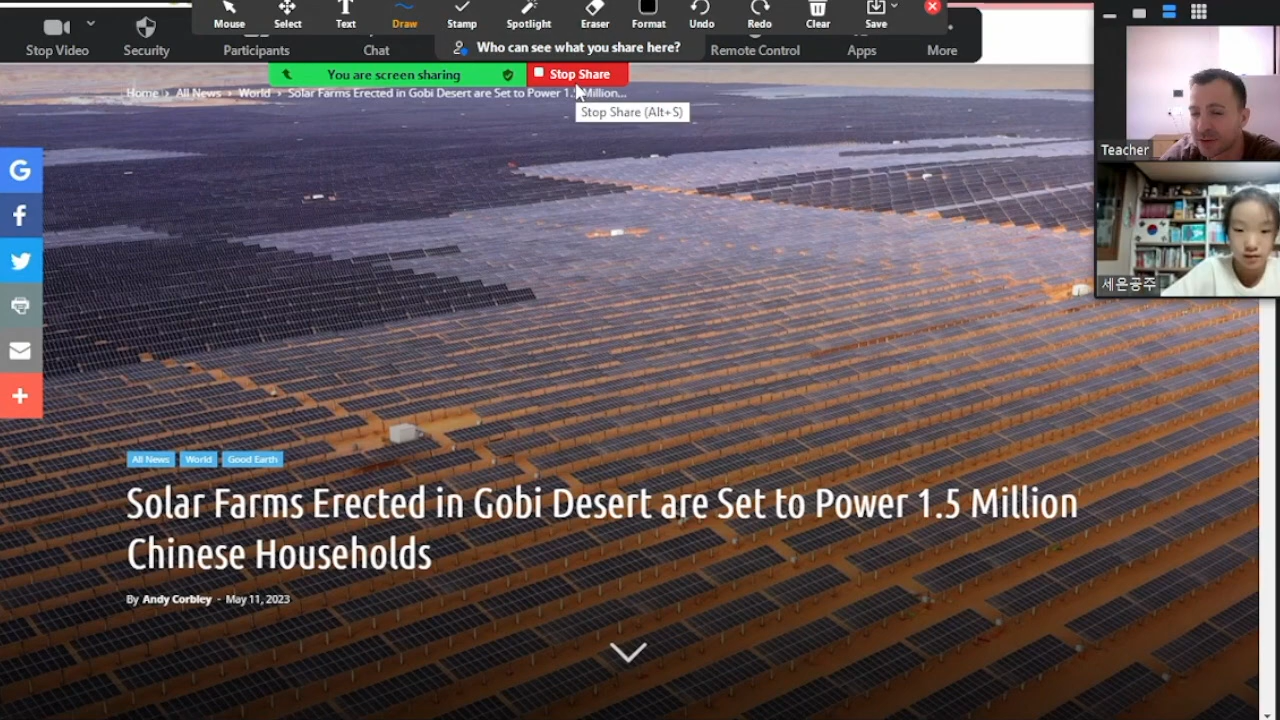 Mouse
Select
Text
Draw
Stamp
Spotlight
Eraser
Format
Undo
Redo
Clear
Save
Stop Video
Security
Participants
Chat
Who can see what you share here?
Remote Control
Apps
More
You are screen sharing
Stop Share
Home › All News › World › Solar Farms Erected in Gobi Desert are Set to Power 1.5 Million...
Stop Share (Alt+S)
Teacher
세은공주
All News
World
Good Earth
Solar Farms Erected in Gobi Desert are Set to Power 1.5 Million
Chinese Households
By Andy Corbley - May 11, 2023